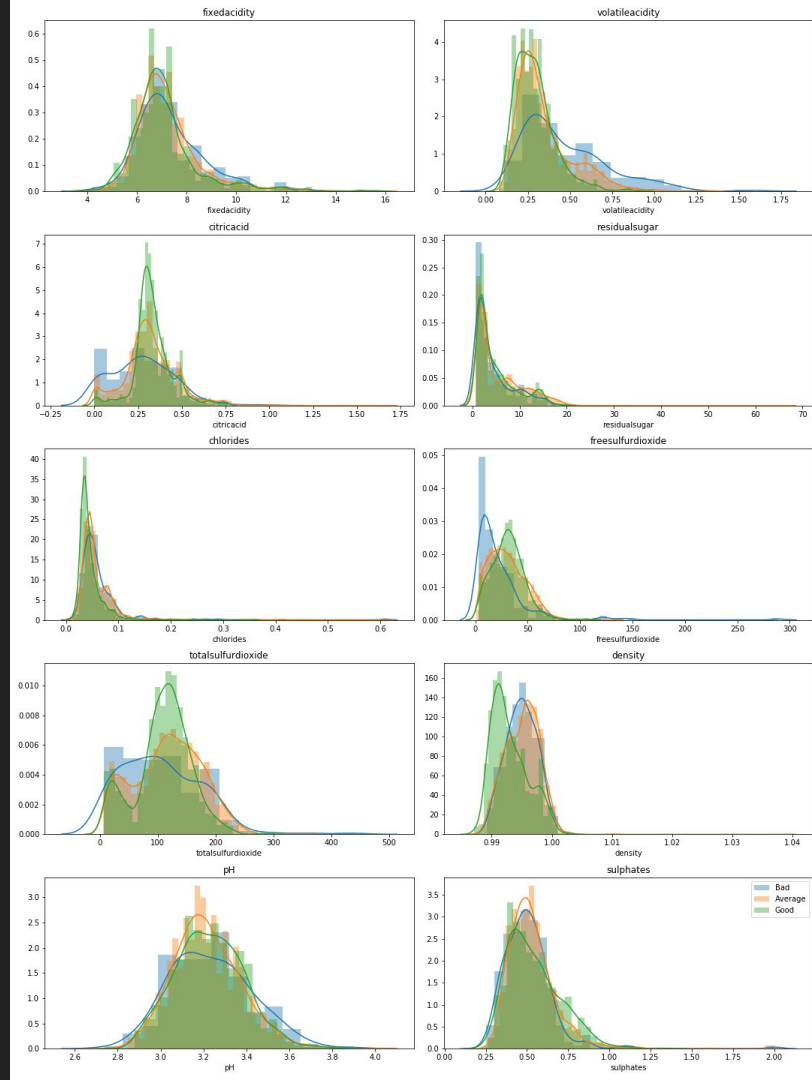 fixedacidity
0.6
0.5
0.4
0.3
0.2
0.1
0.0
4 6 8 10 12 14 16
fixedacidity
volatileacidity
4
3
2
1
0
0.00 0.25 0.50 0.75 1.00 1.25 1.50 1.75
volatileacidity
citricacid
7
6
5
4
3
2
1
0
−0.25 0.00 0.25 0.50 0.75 1.00 1.25 1.50 1.75
citricacid
residualsugar
0.30
0.25
0.20
0.15
0.10
0.05
0.00
0 10 20 30 40 50 60 70
residualsugar
chlorides
40
35
30
25
20
15
10
5
0
0.0 0.1 0.2 0.3 0.4 0.5 0.6
chlorides
freesulfurdioxide
0.05
0.04
0.03
0.02
0.01
0.00
0 50 100 150 200 250 300
freesulfurdioxide
totalsulfurdioxide
0.010
0.008
0.006
0.004
0.002
0.000
0 100 200 300 400 500
totalsulfurdioxide
density
160
140
120
100
80
60
40
20
0
0.99 1.00 1.01 1.02 1.03 1.04
density
pH
3.0
2.5
2.0
1.5
1.0
0.5
0.0
2.6 2.8 3.0 3.2 3.4 3.6 3.8 4.0
pH
sulphates
Bad
Average
Good
3.5
3.0
2.5
2.0
1.5
1.0
0.5
0.0
0.00 0.25 0.50 0.75 1.00 1.25 1.50 1.75 2.00
sulphates